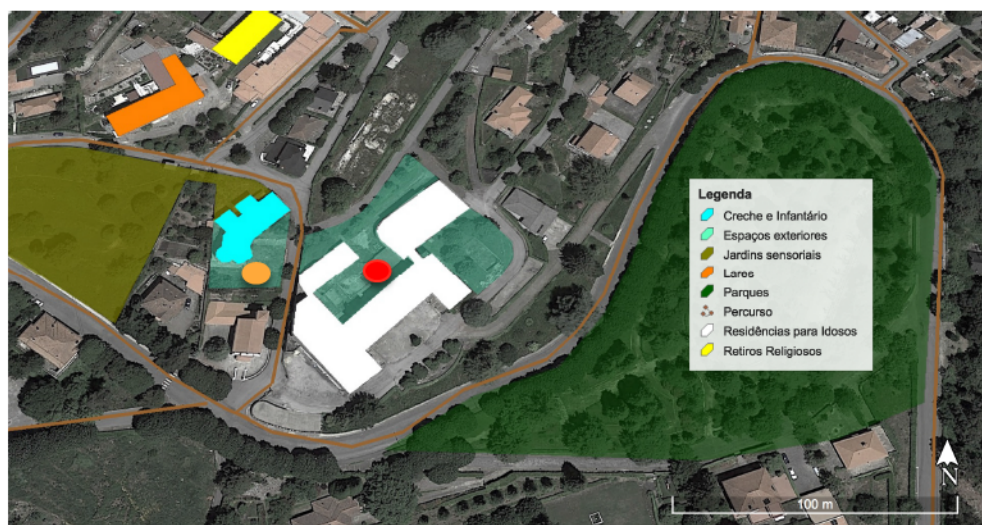 Legenda
Creche e Infantário
Espaços exteriores
Jardins sensoriais
Lares
Parques
Percurso
Residências para Idosos
Retiros Religiosos
N
100 m